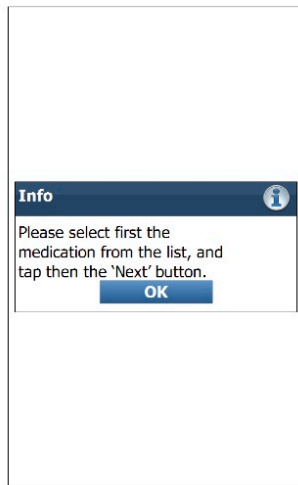 Info
Please select first the
medication from the list, and
tap then the ‘Next’ button.
OK